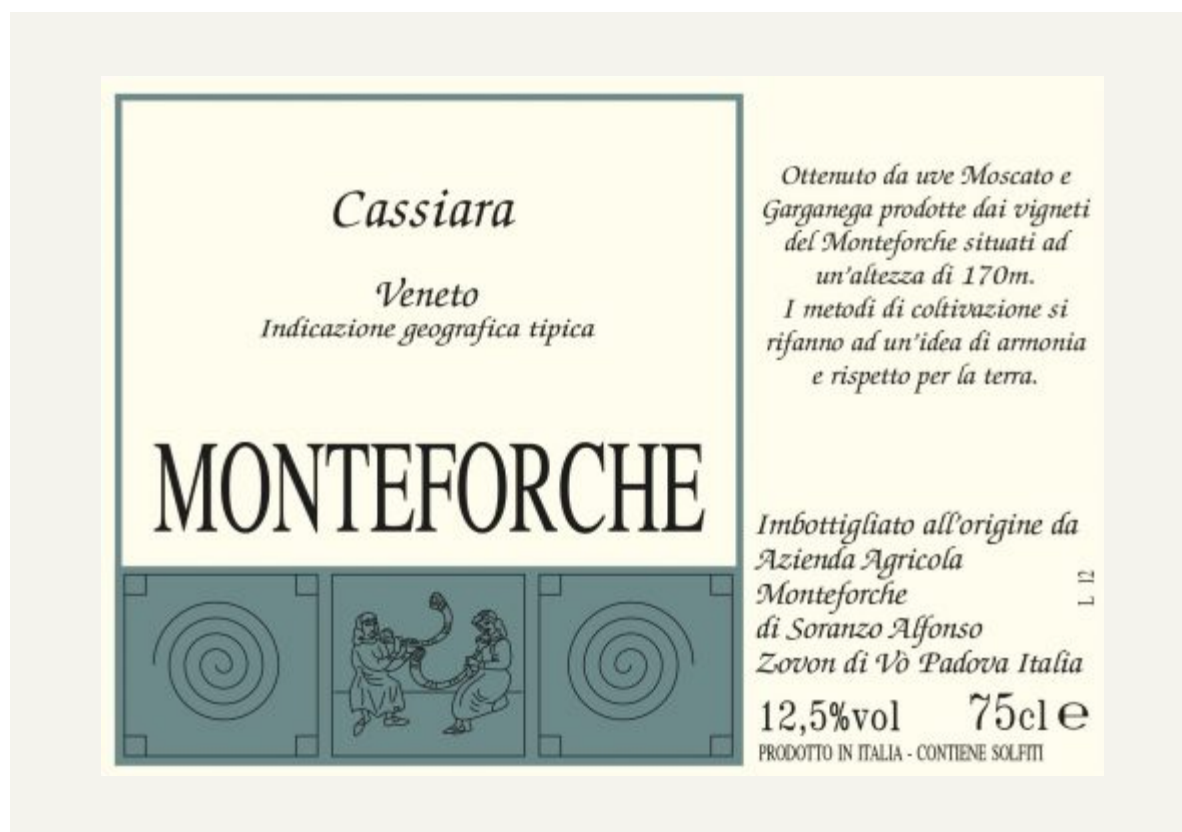 Cassiara
Veneto
Indicazione geografica tipica
MONTEFORCHE
Ottenuto da uve Moscato e
Garganega prodotte dai vigneti
del Monteforche situati ad
un'altezza di 170m.
I metodi di coltivazione si
rifanno ad un'idea di armonia
e rispetto per la terra.
Imbottigliato all'origine da
Azienda Agricola
Monteforche
di Soranzo Alfonso
Zovon di Vò Padova Italia
L 12
12,5%vol 75cl e
PRODOTTO IN ITALIA - CONTIENE SOLFITI